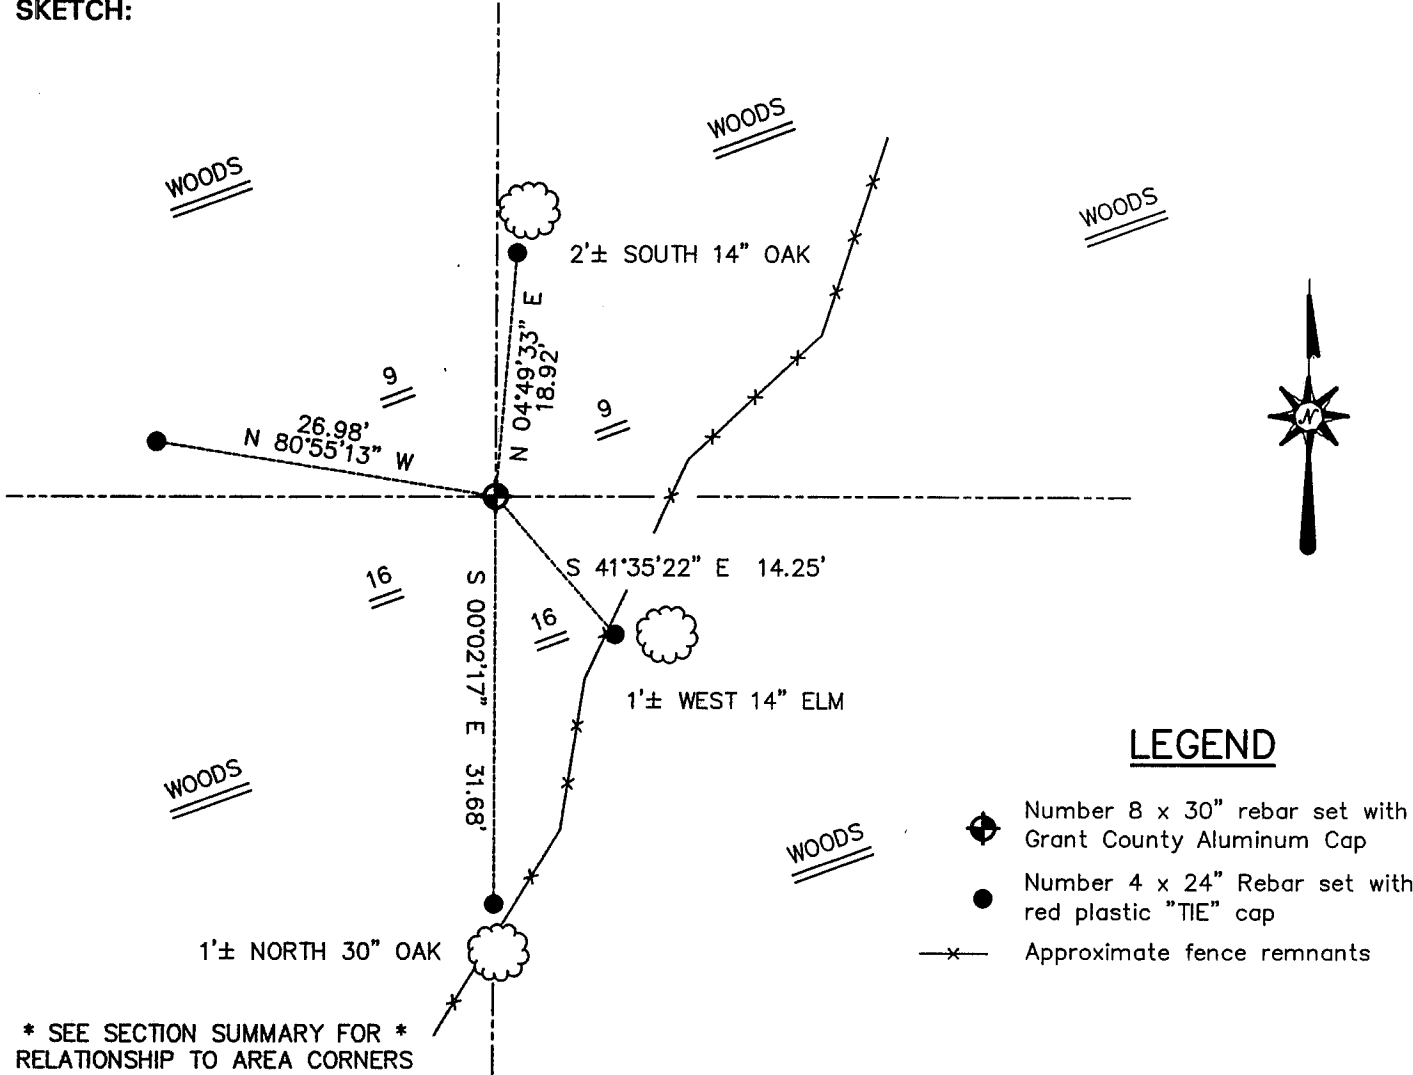 SKETCH:
WOODS
WOODS
WOODS
2'± SOUTH 14" OAK
N 04°49'33" E
18.92'
9
9
26.98'
N 80°55'13" W
N
S 41°35'22" E 14.25'
16
16
S 00°02'17" E 31.68'
1'± WEST 14" ELM
WOODS
WOODS
1'± NORTH 30" OAK
* SEE SECTION SUMMARY FOR *
RELATIONSHIP TO AREA CORNERS
LEGEND
Number 8 x 30" rebar set with
Grant County Aluminum Cap
Number 4 x 24" Rebar set with
red plastic "TIE" cap
Approximate fence remnants